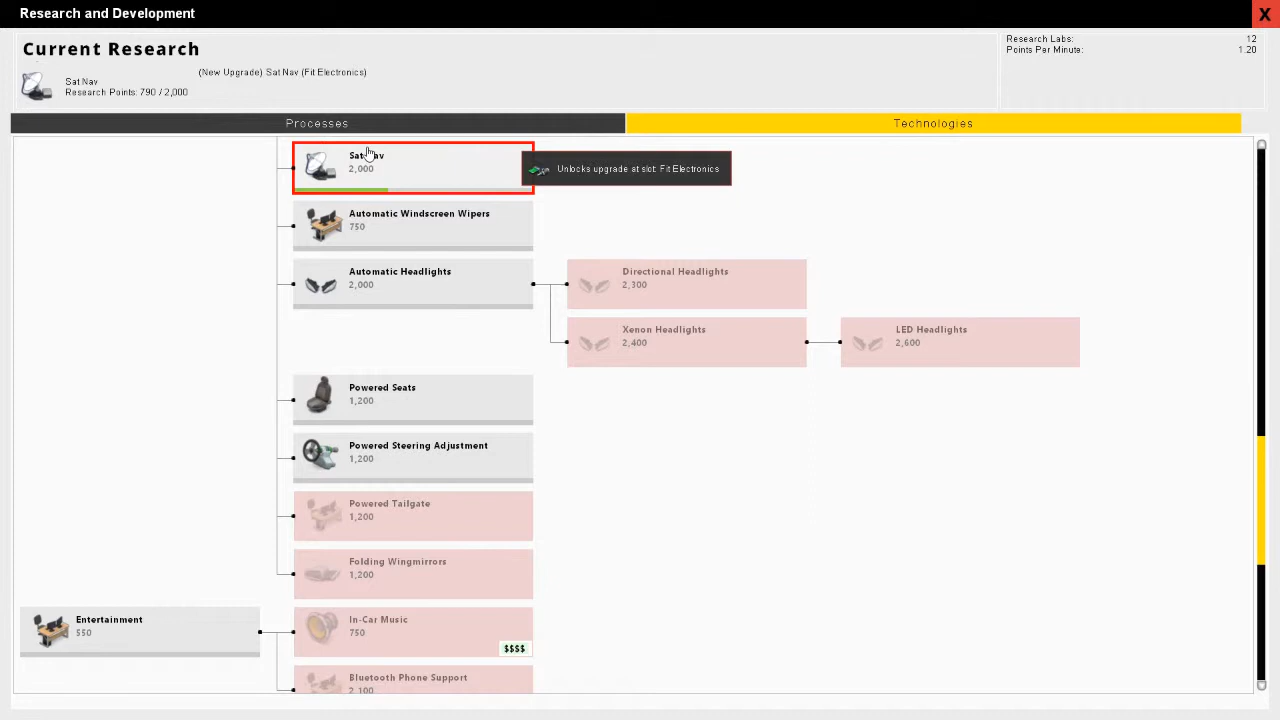 Research and Development
X
Current Research
(New Upgrade) Sat Nav (Fit Electronics)
Sat Nav
Research Points: 790 / 2,000
Research Labs: 12
Points Per Minute: 1.20
Processes
Technologies
Sat Nav
2,000
Unlocks upgrade at slot: Fit Electronics
Automatic Windscreen Wipers
750
Automatic Headlights
2,000
Directional Headlights
2,300
Xenon Headlights
2,400
LED Headlights
2,600
Powered Seats
1,200
Powered Steering Adjustment
1,200
Powered Tailgate
1,200
Folding Wingmirrors
1,200
Entertainment
550
In-Car Music
750
$$$$
Bluetooth Phone Support
2,100